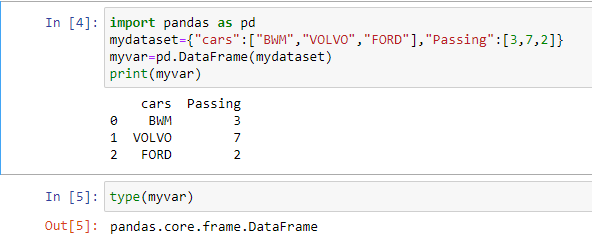 In [4]: import pandas as pd
mydataset={"cars":["BWM","VOLVO","FORD"],"Passing":[3,7,2]}
myvar=pd.DataFrame(mydataset)
print(myvar)
cars Passing
0 BWM 3
1 VOLVO 7
2 FORD 2
In [5]: type(myvar)
Out[5]: pandas.core.frame.DataFrame